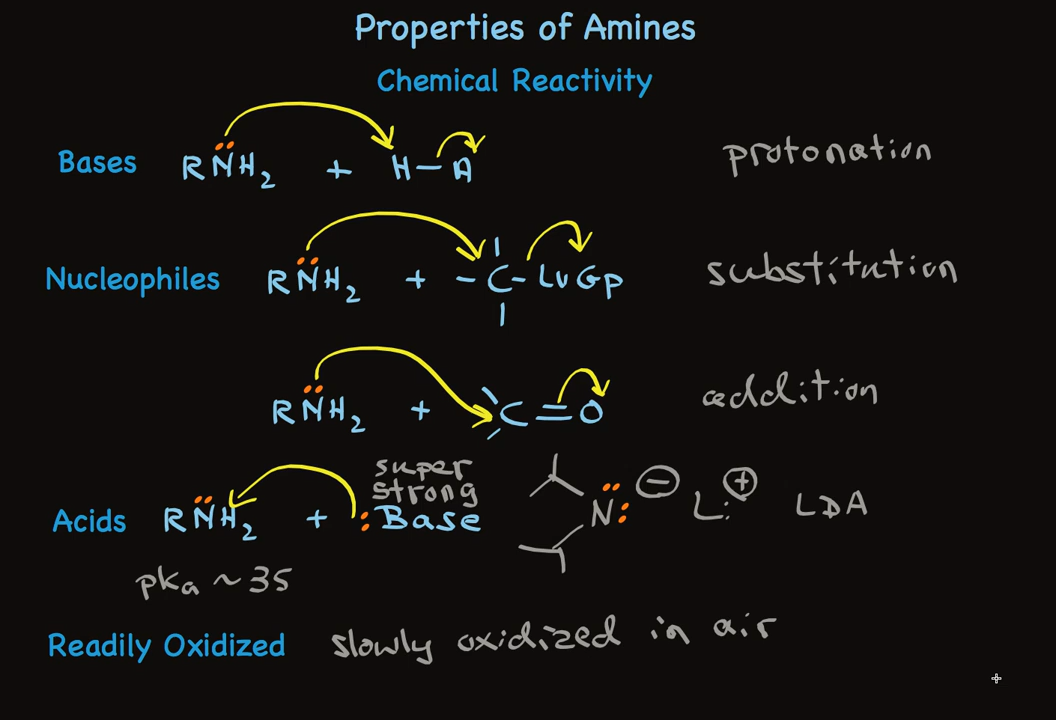 Properties of Amines
Chemical Reactivity
Bases RNH2 + H–A protonation
Nucleophiles RNH2 + –C–LvGp substitution
RNH2 + C=O addition
super
strong
Acids RNH2 + :Base N: ⊖ Li ⊕ LDA
pka ~ 35
Readily Oxidized slowly oxidized in air